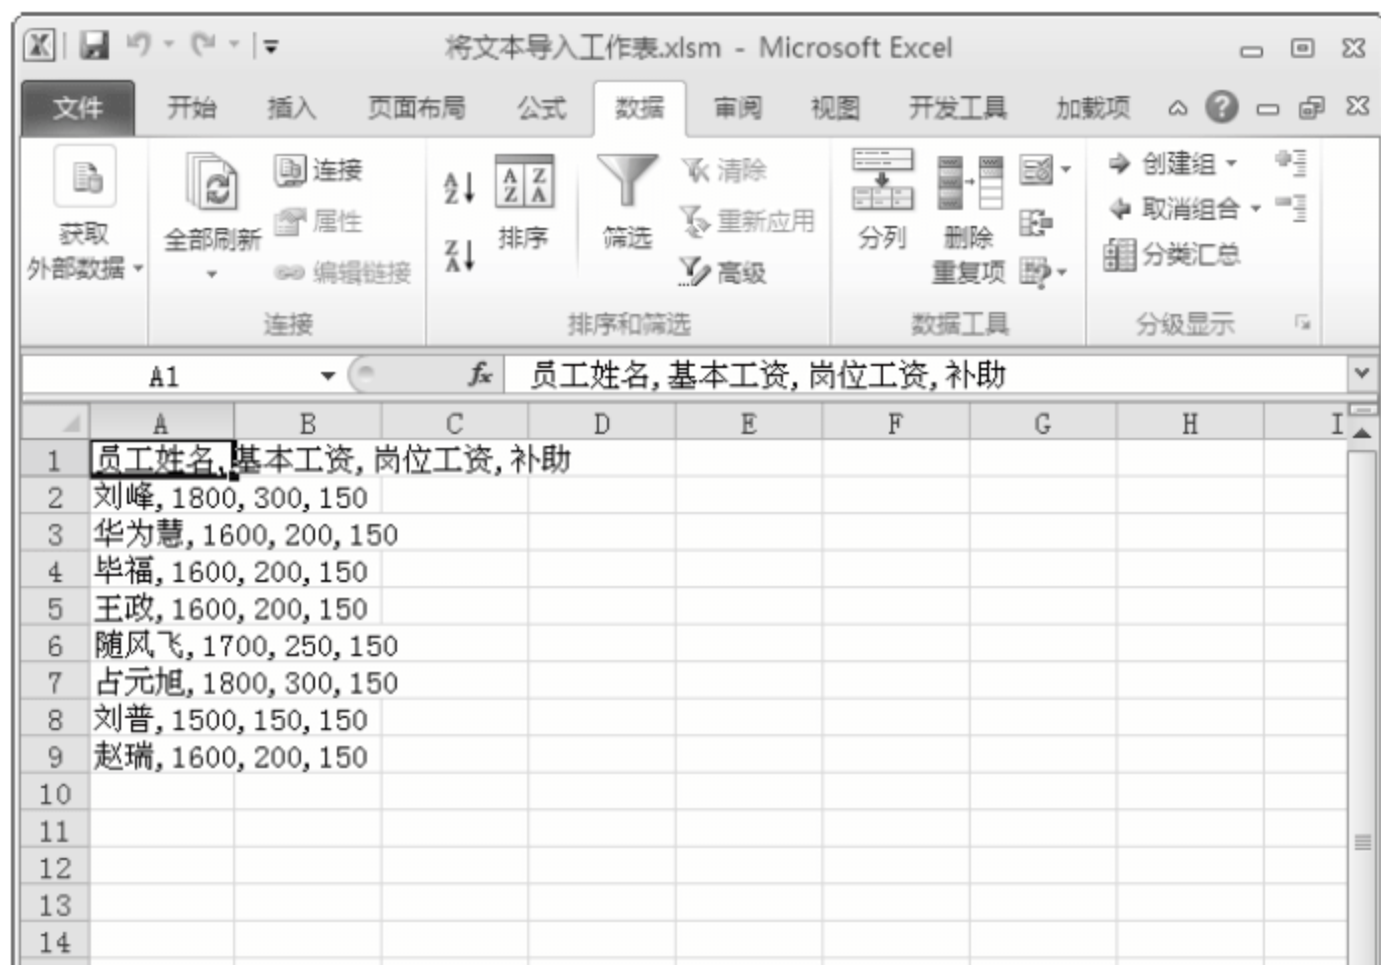 将文本导入工作表.xlsm - Microsoft Excel
文件 开始 插入 页面布局 公式 数据 审阅 视图 开发工具 加载项
获取
外部数据
全部刷新
连接
属性
编辑链接
连接
排序
筛选
清除
重新应用
高级
排序和筛选
分列
删除
重复项
数据工具
创建组
取消组合
分类汇总
分级显示
A1 fx 员工姓名,基本工资,岗位工资,补助
A B C D E F G H I
1 员工姓名,基本工资,岗位工资,补助
2 刘峰,1800,300,150
3 华为慧,1600,200,150
4 毕福,1600,200,150
5 王政,1600,200,150
6 随风飞,1700,250,150
7 占元旭,1800,300,150
8 刘普,1500,150,150
9 赵瑞,1600,200,150
10
11
12
13
14